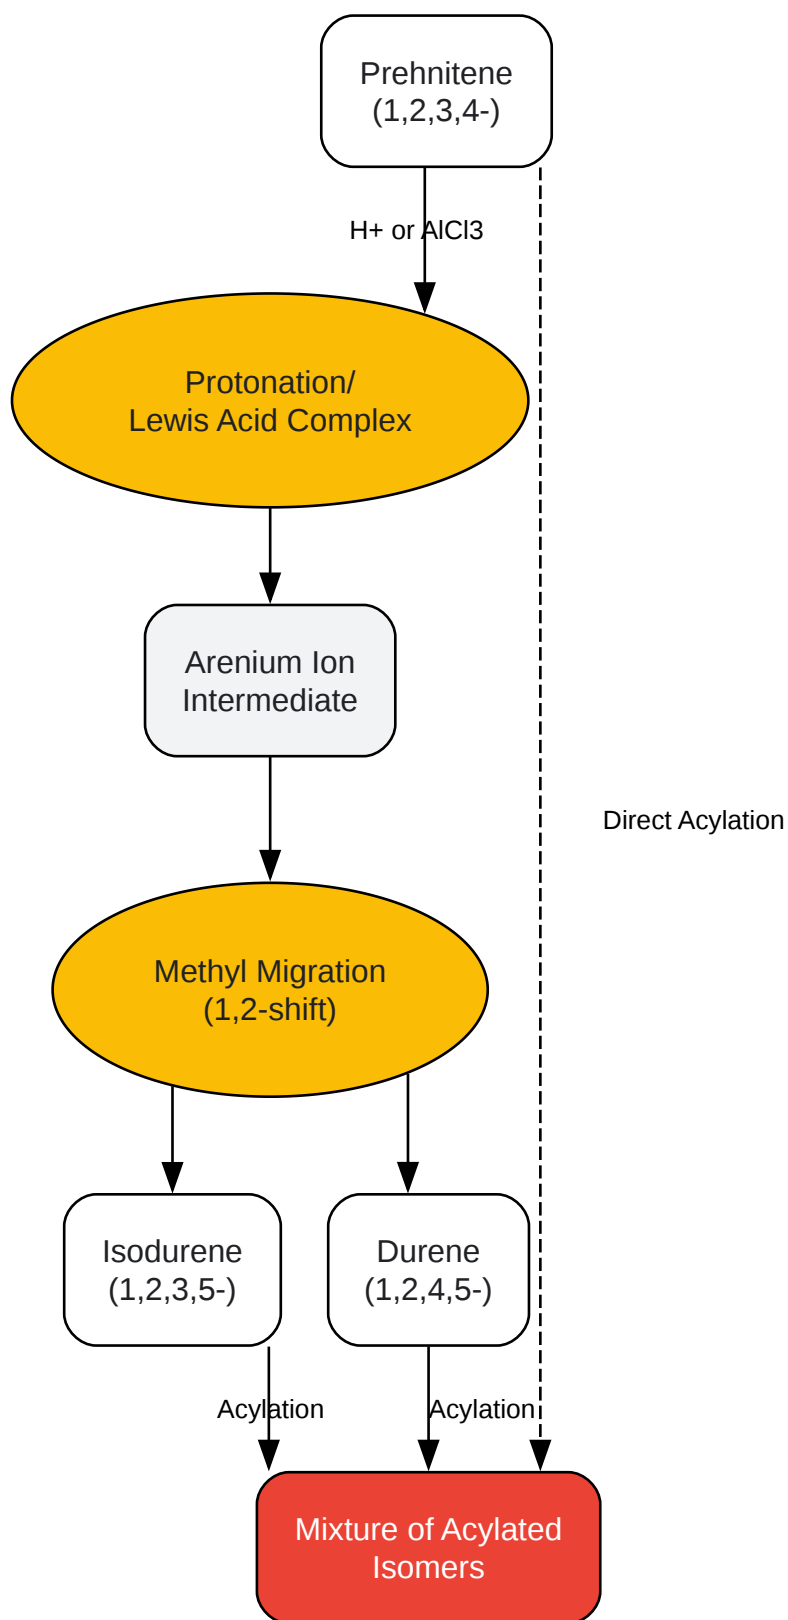 Prehnitene
(1,2,3,4-)
H+ or AlCl3
Protonation/
Lewis Acid Complex
Arenium Ion
Intermediate
Direct Acylation
Methyl Migration
(1,2-shift)
Isodurene
(1,2,3,5-)
Durene
(1,2,4,5-)
Acylation
Acylation
Mixture of Acylated
Isomers